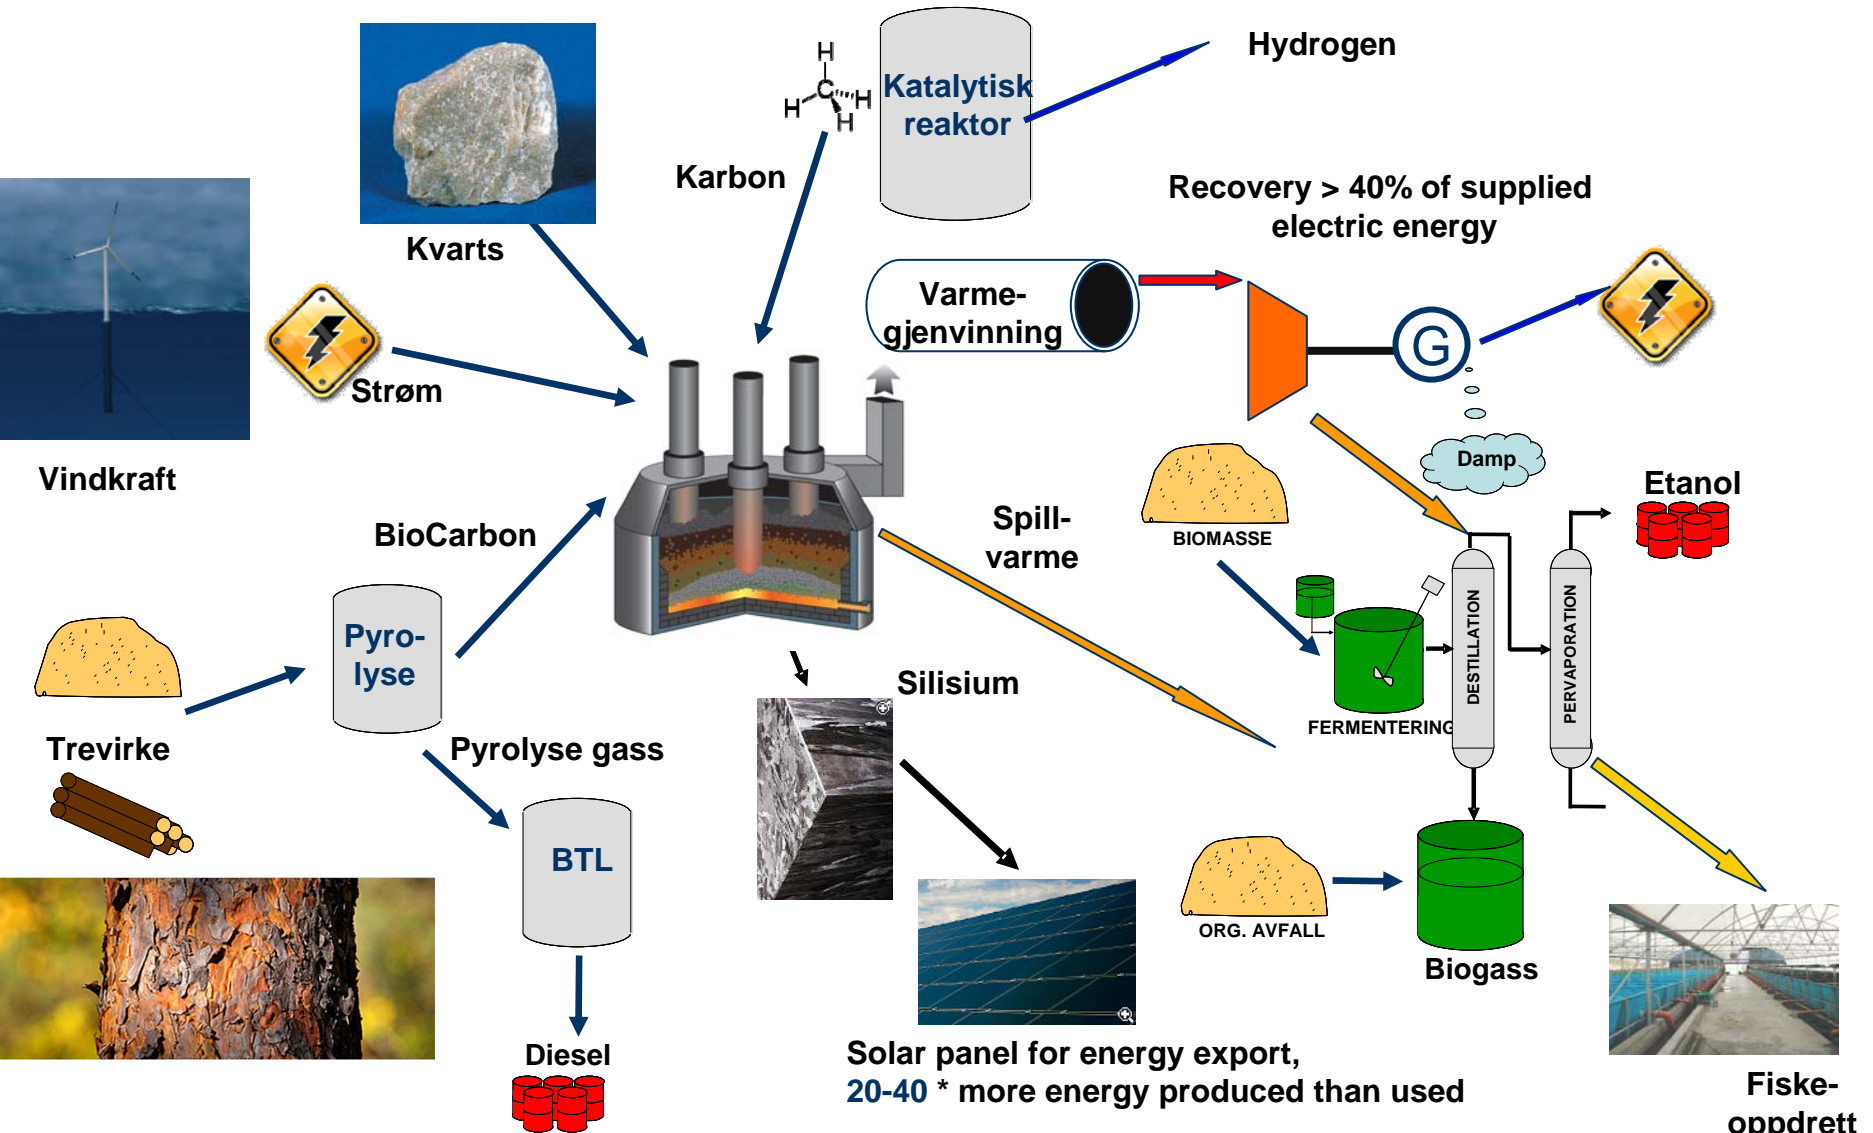 H
H
C
H
H
Katalytisk
reaktor
Hydrogen
Karbon
Recovery > 40% of supplied
electric energy
Kvarts
Varme-
gjenvinning
G
Strøm
Damp
Vindkraft
Etanol
BioCarbon
Spill-
varme
BIOMASSE
DESTILLATION
PERVAPORATION
Pyro-
lyse
Silisium
FERMENTERING
Trevirke
Pyrolyse gass
BTL
ORG. AVFALL
Biogass
Diesel
Solar panel for energy export,
20-40 * more energy produced than used
Fiske-
oppdrett